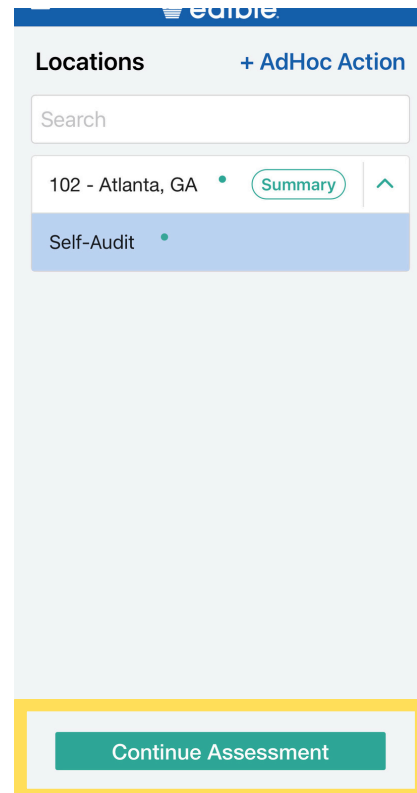 edible.
Locations + AdHoc Action
Search
102 - Atlanta, GA Summary
Self-Audit
Continue Assessment